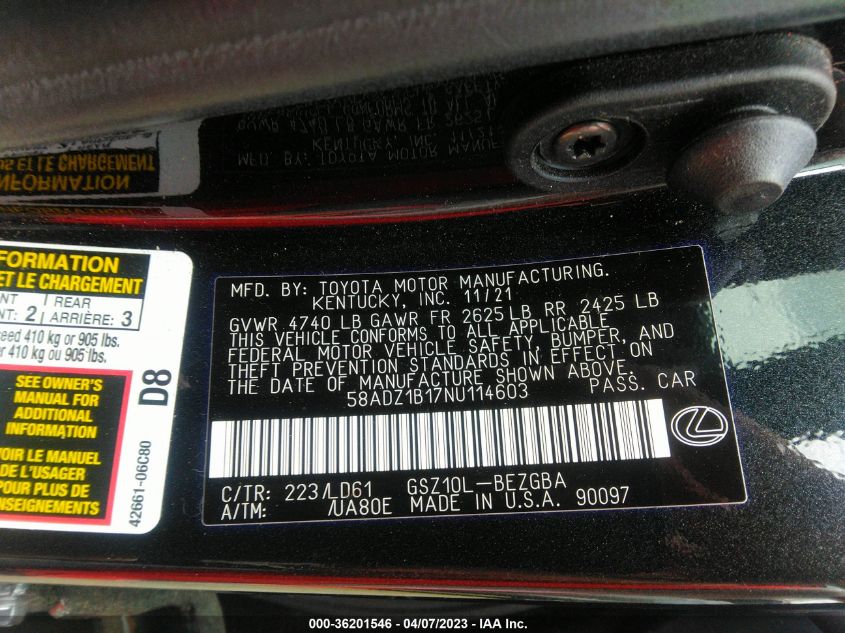 FORMATION
ET LE CHARGEMENT
REAR
2 ARRIÈRE: 3
410 kg or 905 lbs.
410 kg ou 905 lbs.
SEE OWNER'S
MANUAL FOR
ADDITIONAL
INFORMATION
VOIR LE MANUEL
DE L'USAGER
POUR PLUS DE
RENSEIGNEMENTS
D8
42661-06C80
MFD. BY: TOYOTA MOTOR MANUFACTURING.
KENTUCKY, INC. 11/21
GVWR 4740 LB GAWR FR 2625 LB RR 2425 LB
THIS VEHICLE CONFORMS TO ALL APPLICABLE
FEDERAL MOTOR VEHICLE SAFETY, BUMPER, AND
THEFT PREVENTION STANDARDS IN EFFECT ON
THE DATE OF MANUFACTURE SHOWN ABOVE.
58ADZ1B17NU114603 PASS. CAR
C/TR: 223/LD61 GSZ10L-BEZGBA
A/TM: /UA80E MADE IN U.S.A. 90097
000-36201546 - 04/07/2023 - IAA Inc.